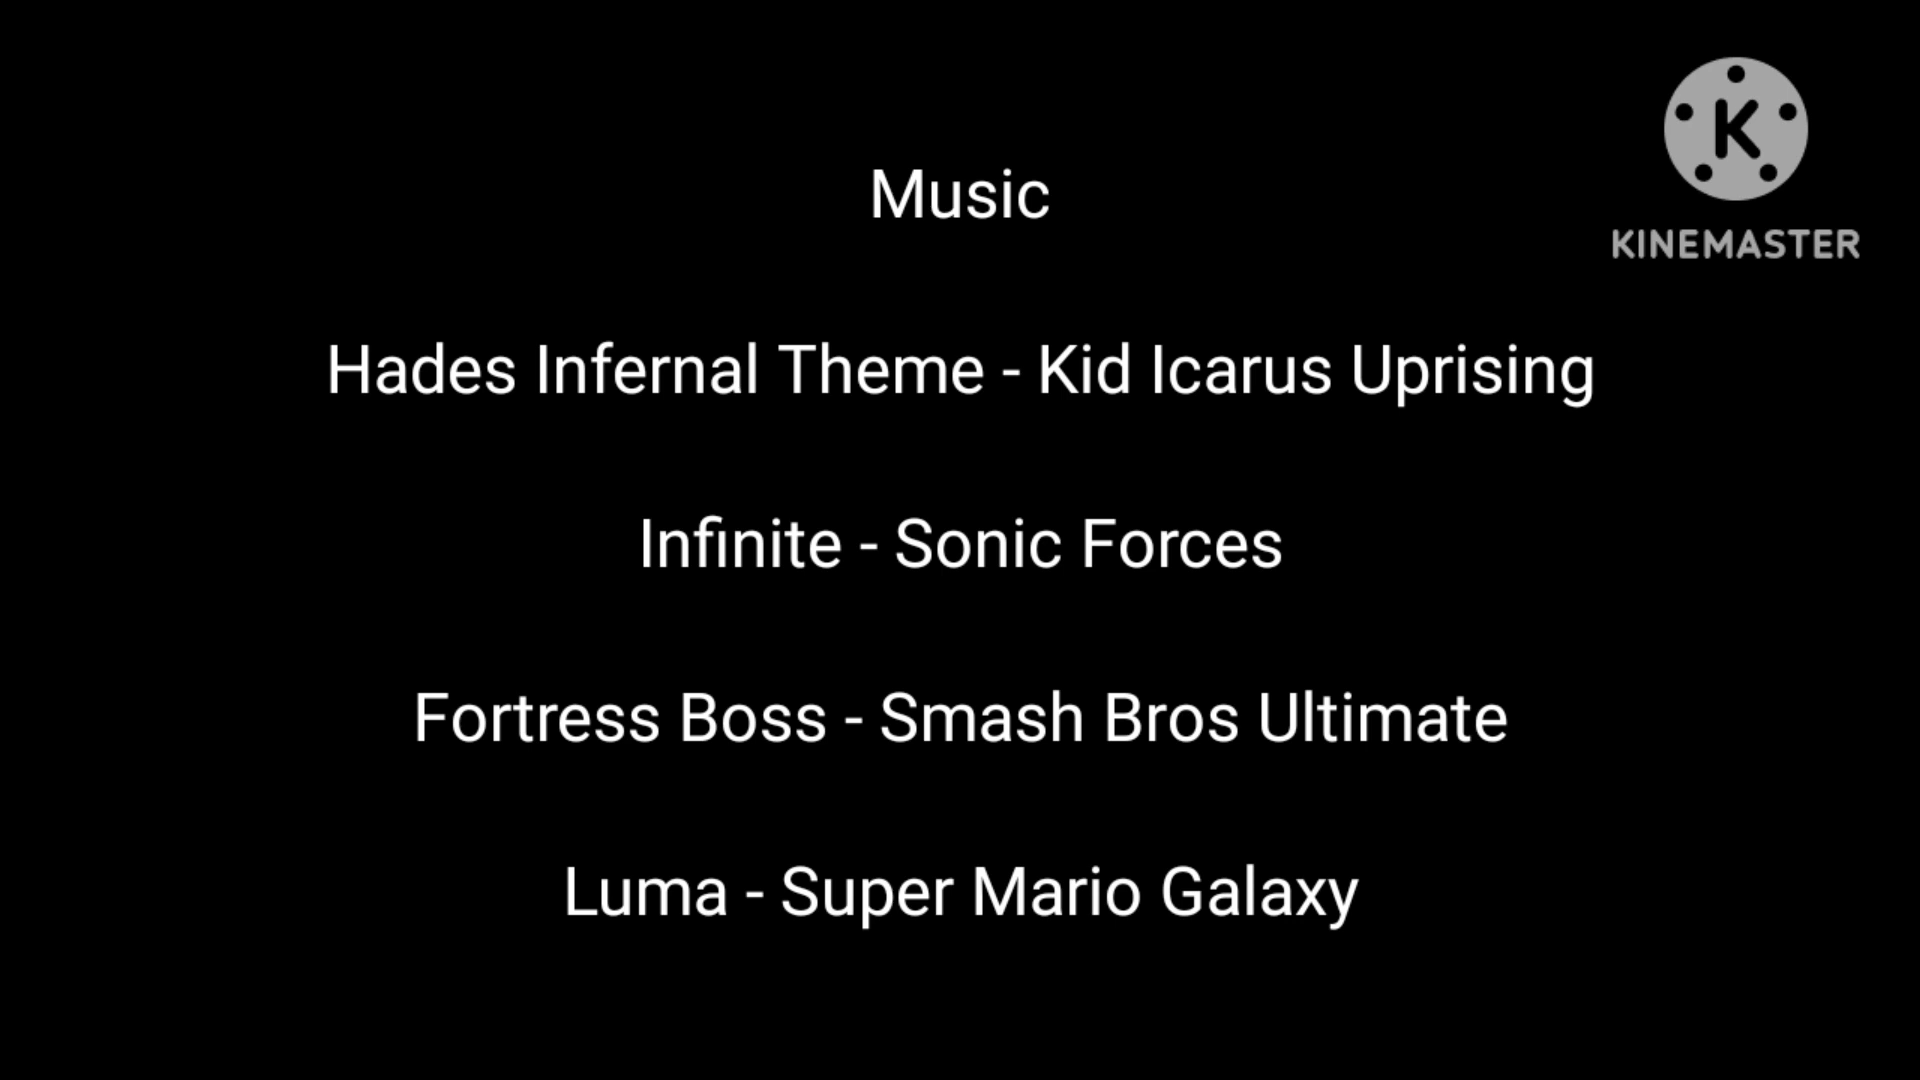 Music
KINEMASTER
Hades Infernal Theme - Kid Icarus Uprising
Infinite - Sonic Forces
Fortress Boss - Smash Bros Ultimate
Luma - Super Mario Galaxy